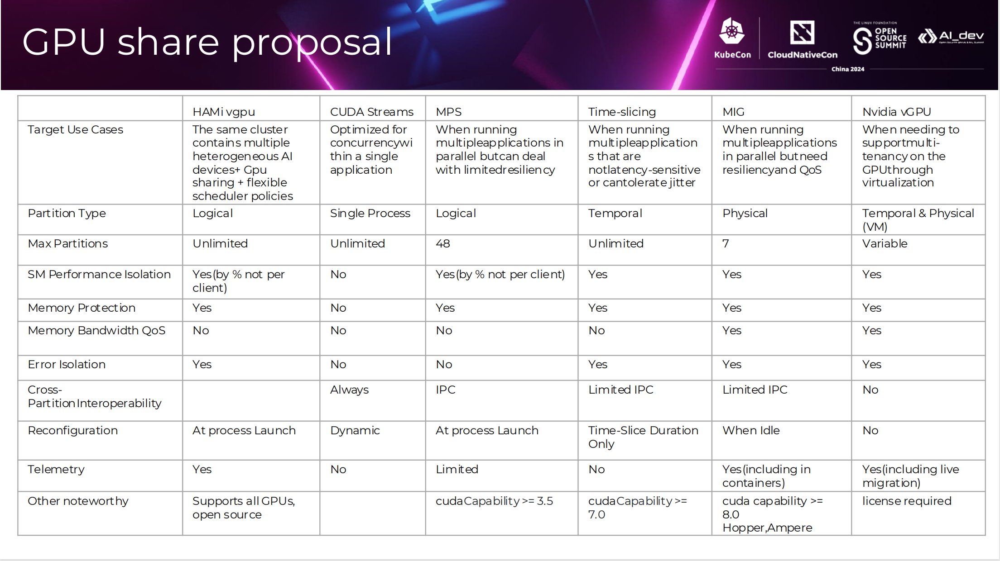 GPU share proposal
KubeCon
CloudNativeCon
THE LINUX FOUNDATION
OPEN
SOURCE
SUMMIT
AI_dev
Open Source GenAI & ML Summit
China 2024
HAMi vgpu
CUDA Streams
MPS
Time-slicing
MIG
Nvidia vGPU
Target Use Cases
The same cluster
contains multiple
heterogeneous AI
devices+ Gpu
sharing + flexible
scheduler policies
Optimized for
concurrencywi
thin a single
application
When running
multipleapplications in
parallel butcan deal
with limitedresiliency
When running
multipleapplication
s that are
notlatency-sensitive
or cantolerate jitter
When running
multipleapplications
in parallel butneed
resiliencyand QoS
When needing to
supportmulti-
tenancy on the
GPUthrough
virtualization
Partition Type
Logical
Single Process
Logical
Temporal
Physical
Temporal & Physical
(VM)
Max Partitions
Unlimited
Unlimited
48
Unlimited
7
Variable
SM Performance Isolation
Yes(by % not per
client)
No
Yes(by % not per client)
Yes
Yes
Yes
Memory Protection
Yes
No
Yes
Yes
Yes
Yes
Memory Bandwidth QoS
No
No
No
No
Yes
Yes
Error Isolation
Yes
No
No
Yes
Yes
Yes
Cross-
PartitionInteroperability
Always
IPC
Limited IPC
Limited IPC
No
Reconfiguration
At process Launch
Dynamic
At process Launch
Time-Slice Duration
Only
When Idle
No
Telemetry
Yes
No
Limited
No
Yes(including in
containers)
Yes(including live
migration)
Other noteworthy
Supports all GPUs,
open source
cudaCapability >= 3.5
cudaCapability >=
7.0
cuda capability >=
8.0
Hopper,Ampere
license required